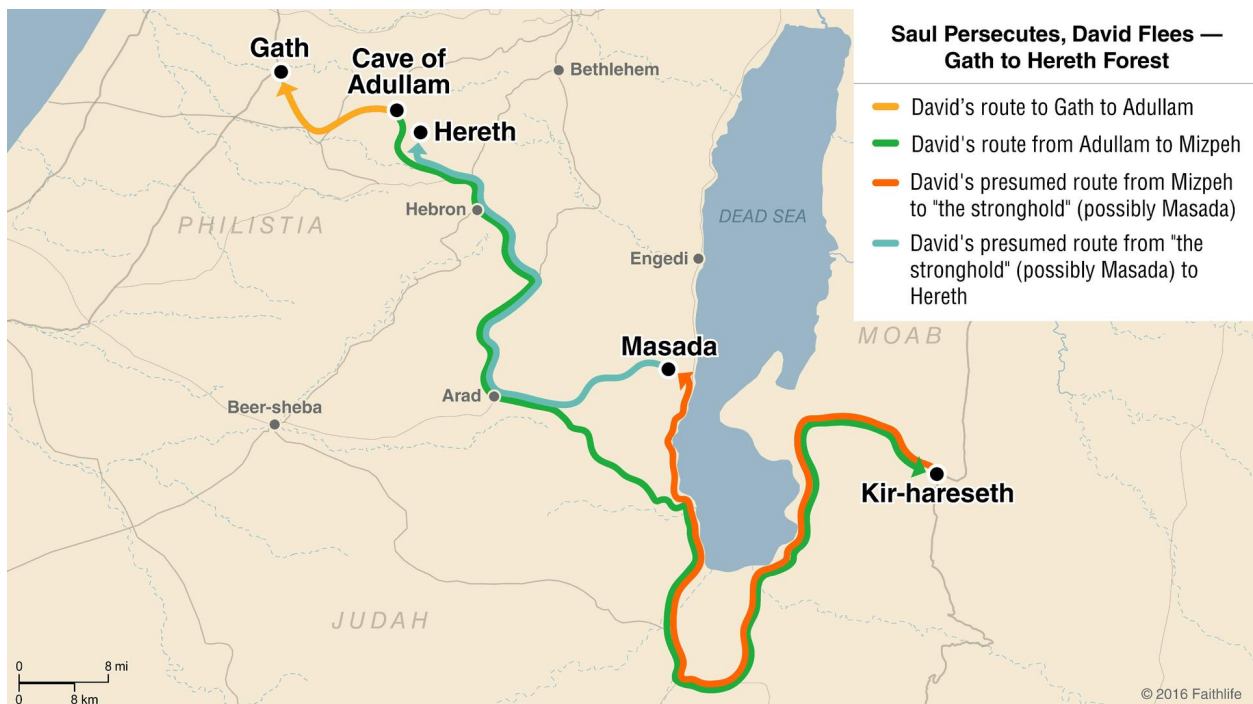 Saul Persecutes, David Flees —
Gath to Hereth Forest
David's route to Gath to Adullam
David's route from Adullam to Mizpeh
David's presumed route from Mizpeh
to "the stronghold" (possibly Masada)
David's presumed route from "the
stronghold" (possibly Masada) to
Hereth
Gath
Cave of
Adullam
Bethlehem
Hereth
Hebron
PHILISTIA
DEAD SEA
Engedi
MOAB
Masada
Arad
Beer-sheba
Kir-hareseth
JUDAH
0 8 mi
0 8 km
© 2016 Faithlife